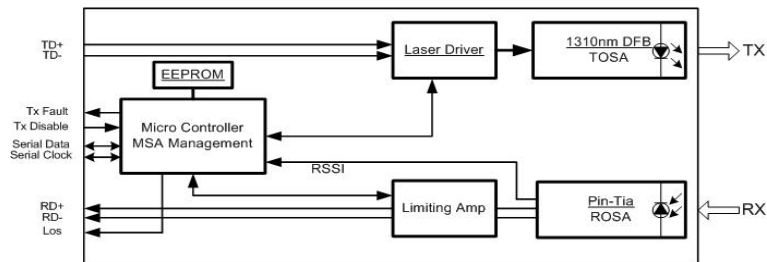 TD+
TD-
Laser Driver
1310nm DFB
TOSA
TX
EEPROM
Tx Fault
Tx Disable
Serial Data
Serial Clock
Micro Controller
MSA Management
RSSI
RD+
RD-
Los
Limiting Amp
Pin-Tia
ROSA
RX